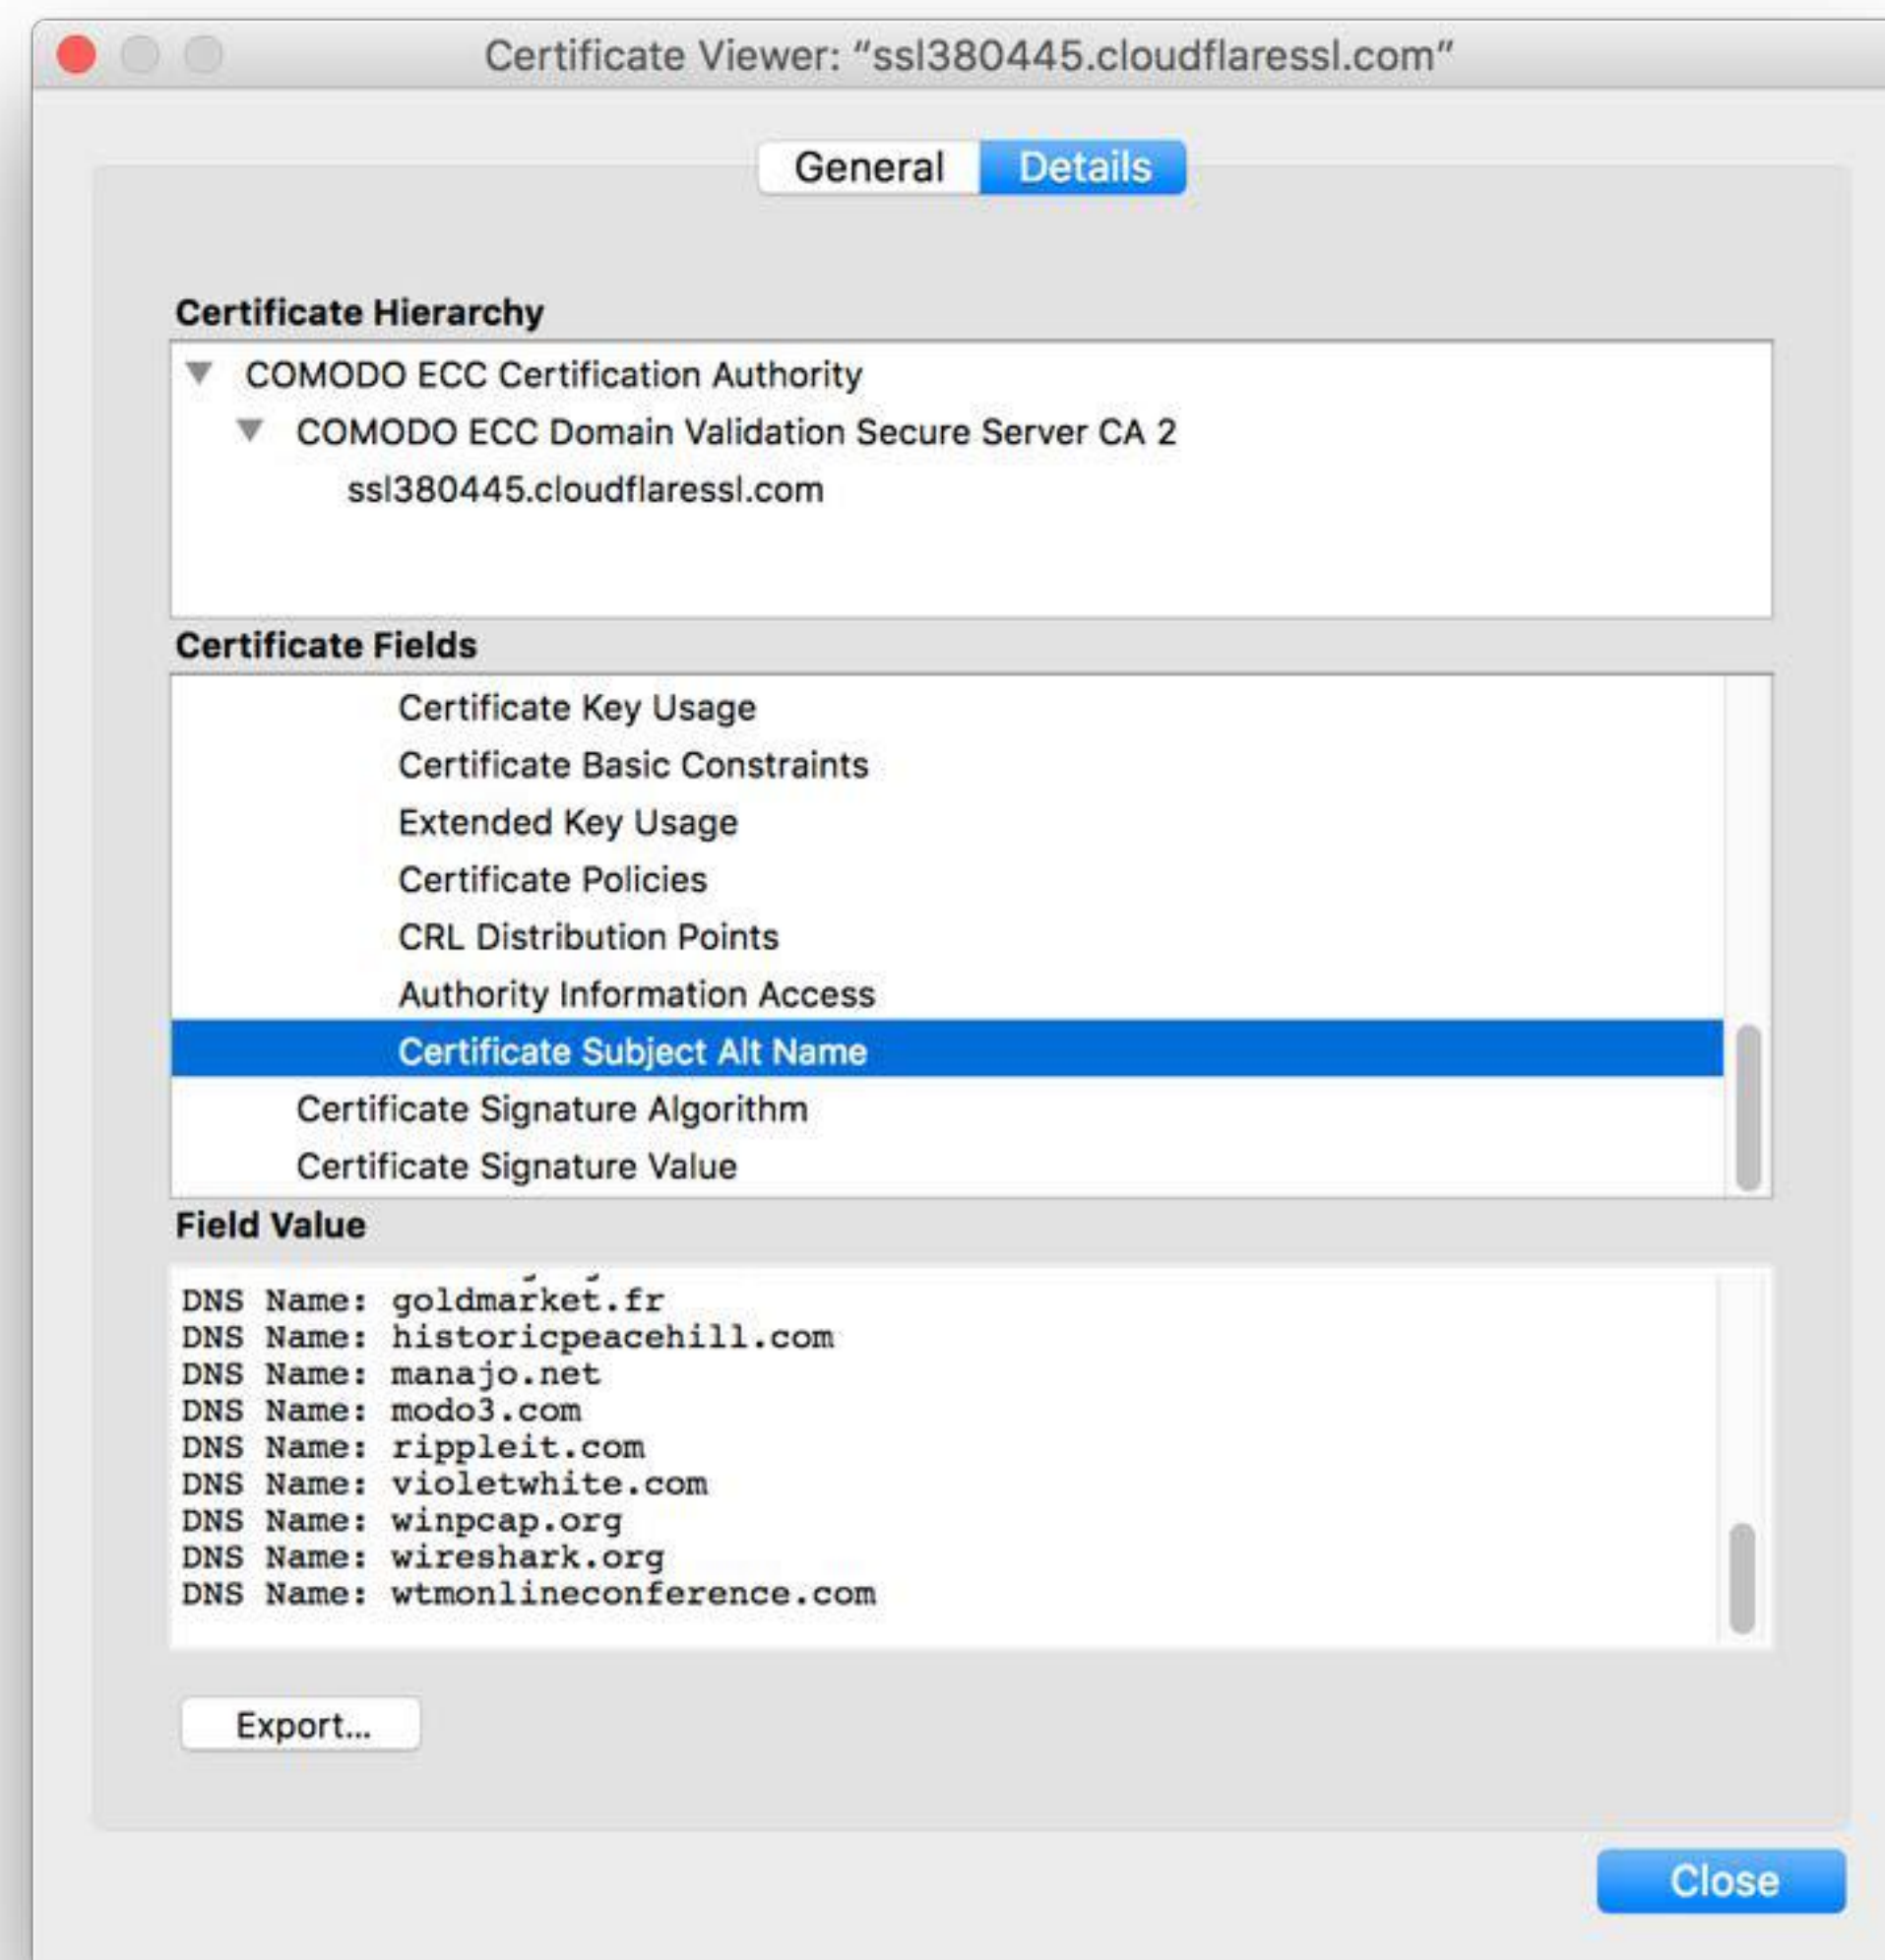 Certificate Viewer: “ssl380445.cloudflaressl.com”
General Details
Certificate Hierarchy
COMODO ECC Certification Authority
COMODO ECC Domain Validation Secure Server CA 2
ssl380445.cloudflaressl.com
Certificate Fields
Certificate Key Usage
Certificate Basic Constraints
Extended Key Usage
Certificate Policies
CRL Distribution Points
Authority Information Access
Certificate Subject Alt Name
Certificate Signature Algorithm
Certificate Signature Value
Field Value
DNS Name: goldmarket.fr
DNS Name: historicpeacehill.com
DNS Name: manajo.net
DNS Name: modo3.com
DNS Name: rippleit.com
DNS Name: violetwhite.com
DNS Name: winpcap.org
DNS Name: wireshark.org
DNS Name: wtmonlineconference.com
Export...
Close